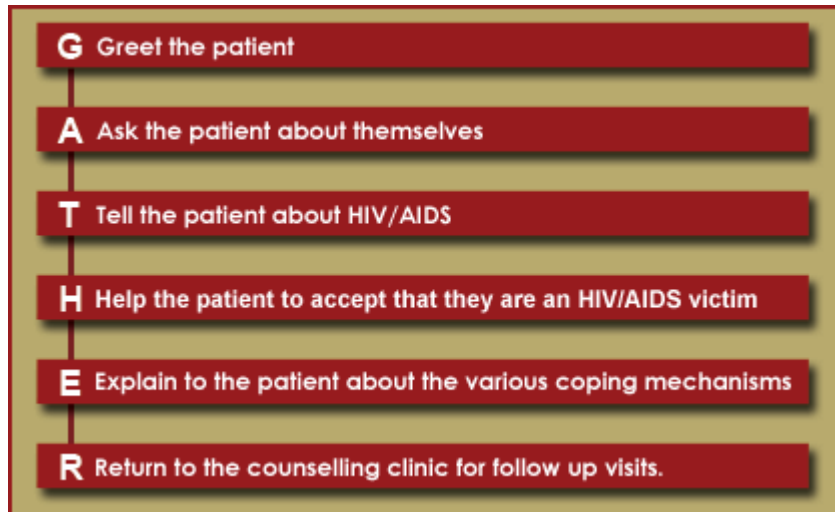 G Greet the patient
A Ask the patient about themselves
T Tell the patient about HIV/AIDS
H Help the patient to accept that they are an HIV/AIDS victim
E Explain to the patient about the various coping mechanisms
R Return to the counselling clinic for follow up visits.